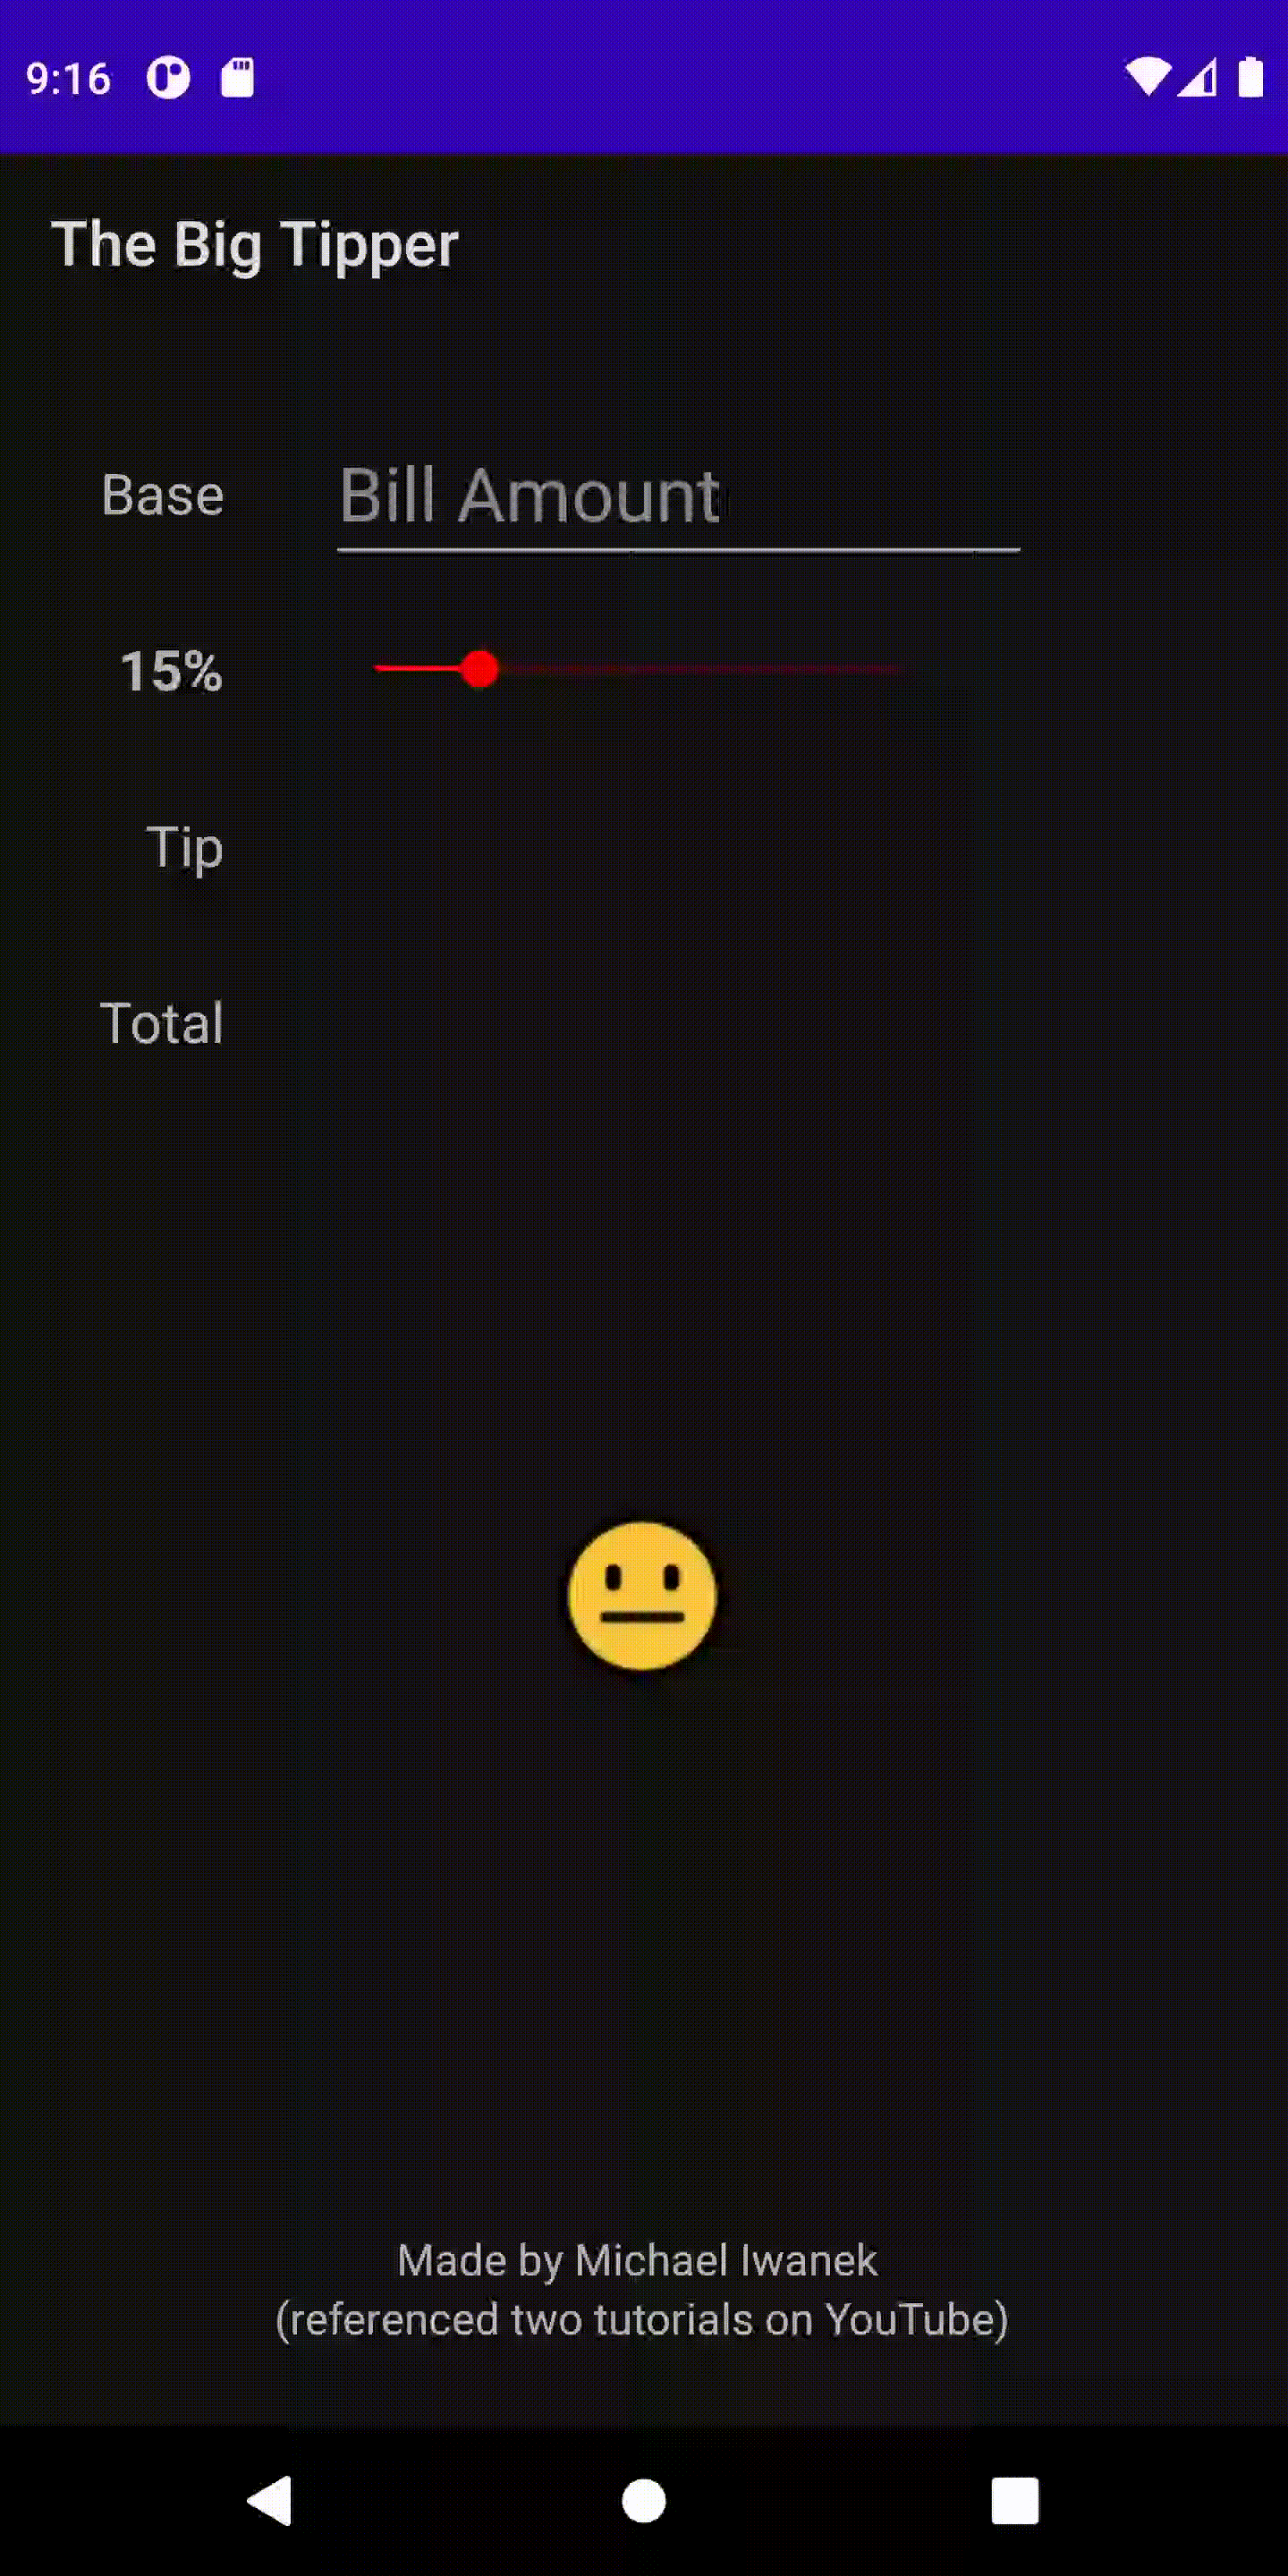 9:16
The Big Tipper
Base Bill Amount
15%
Tip
Total
Made by Michael Iwanek
(referenced two tutorials on YouTube)